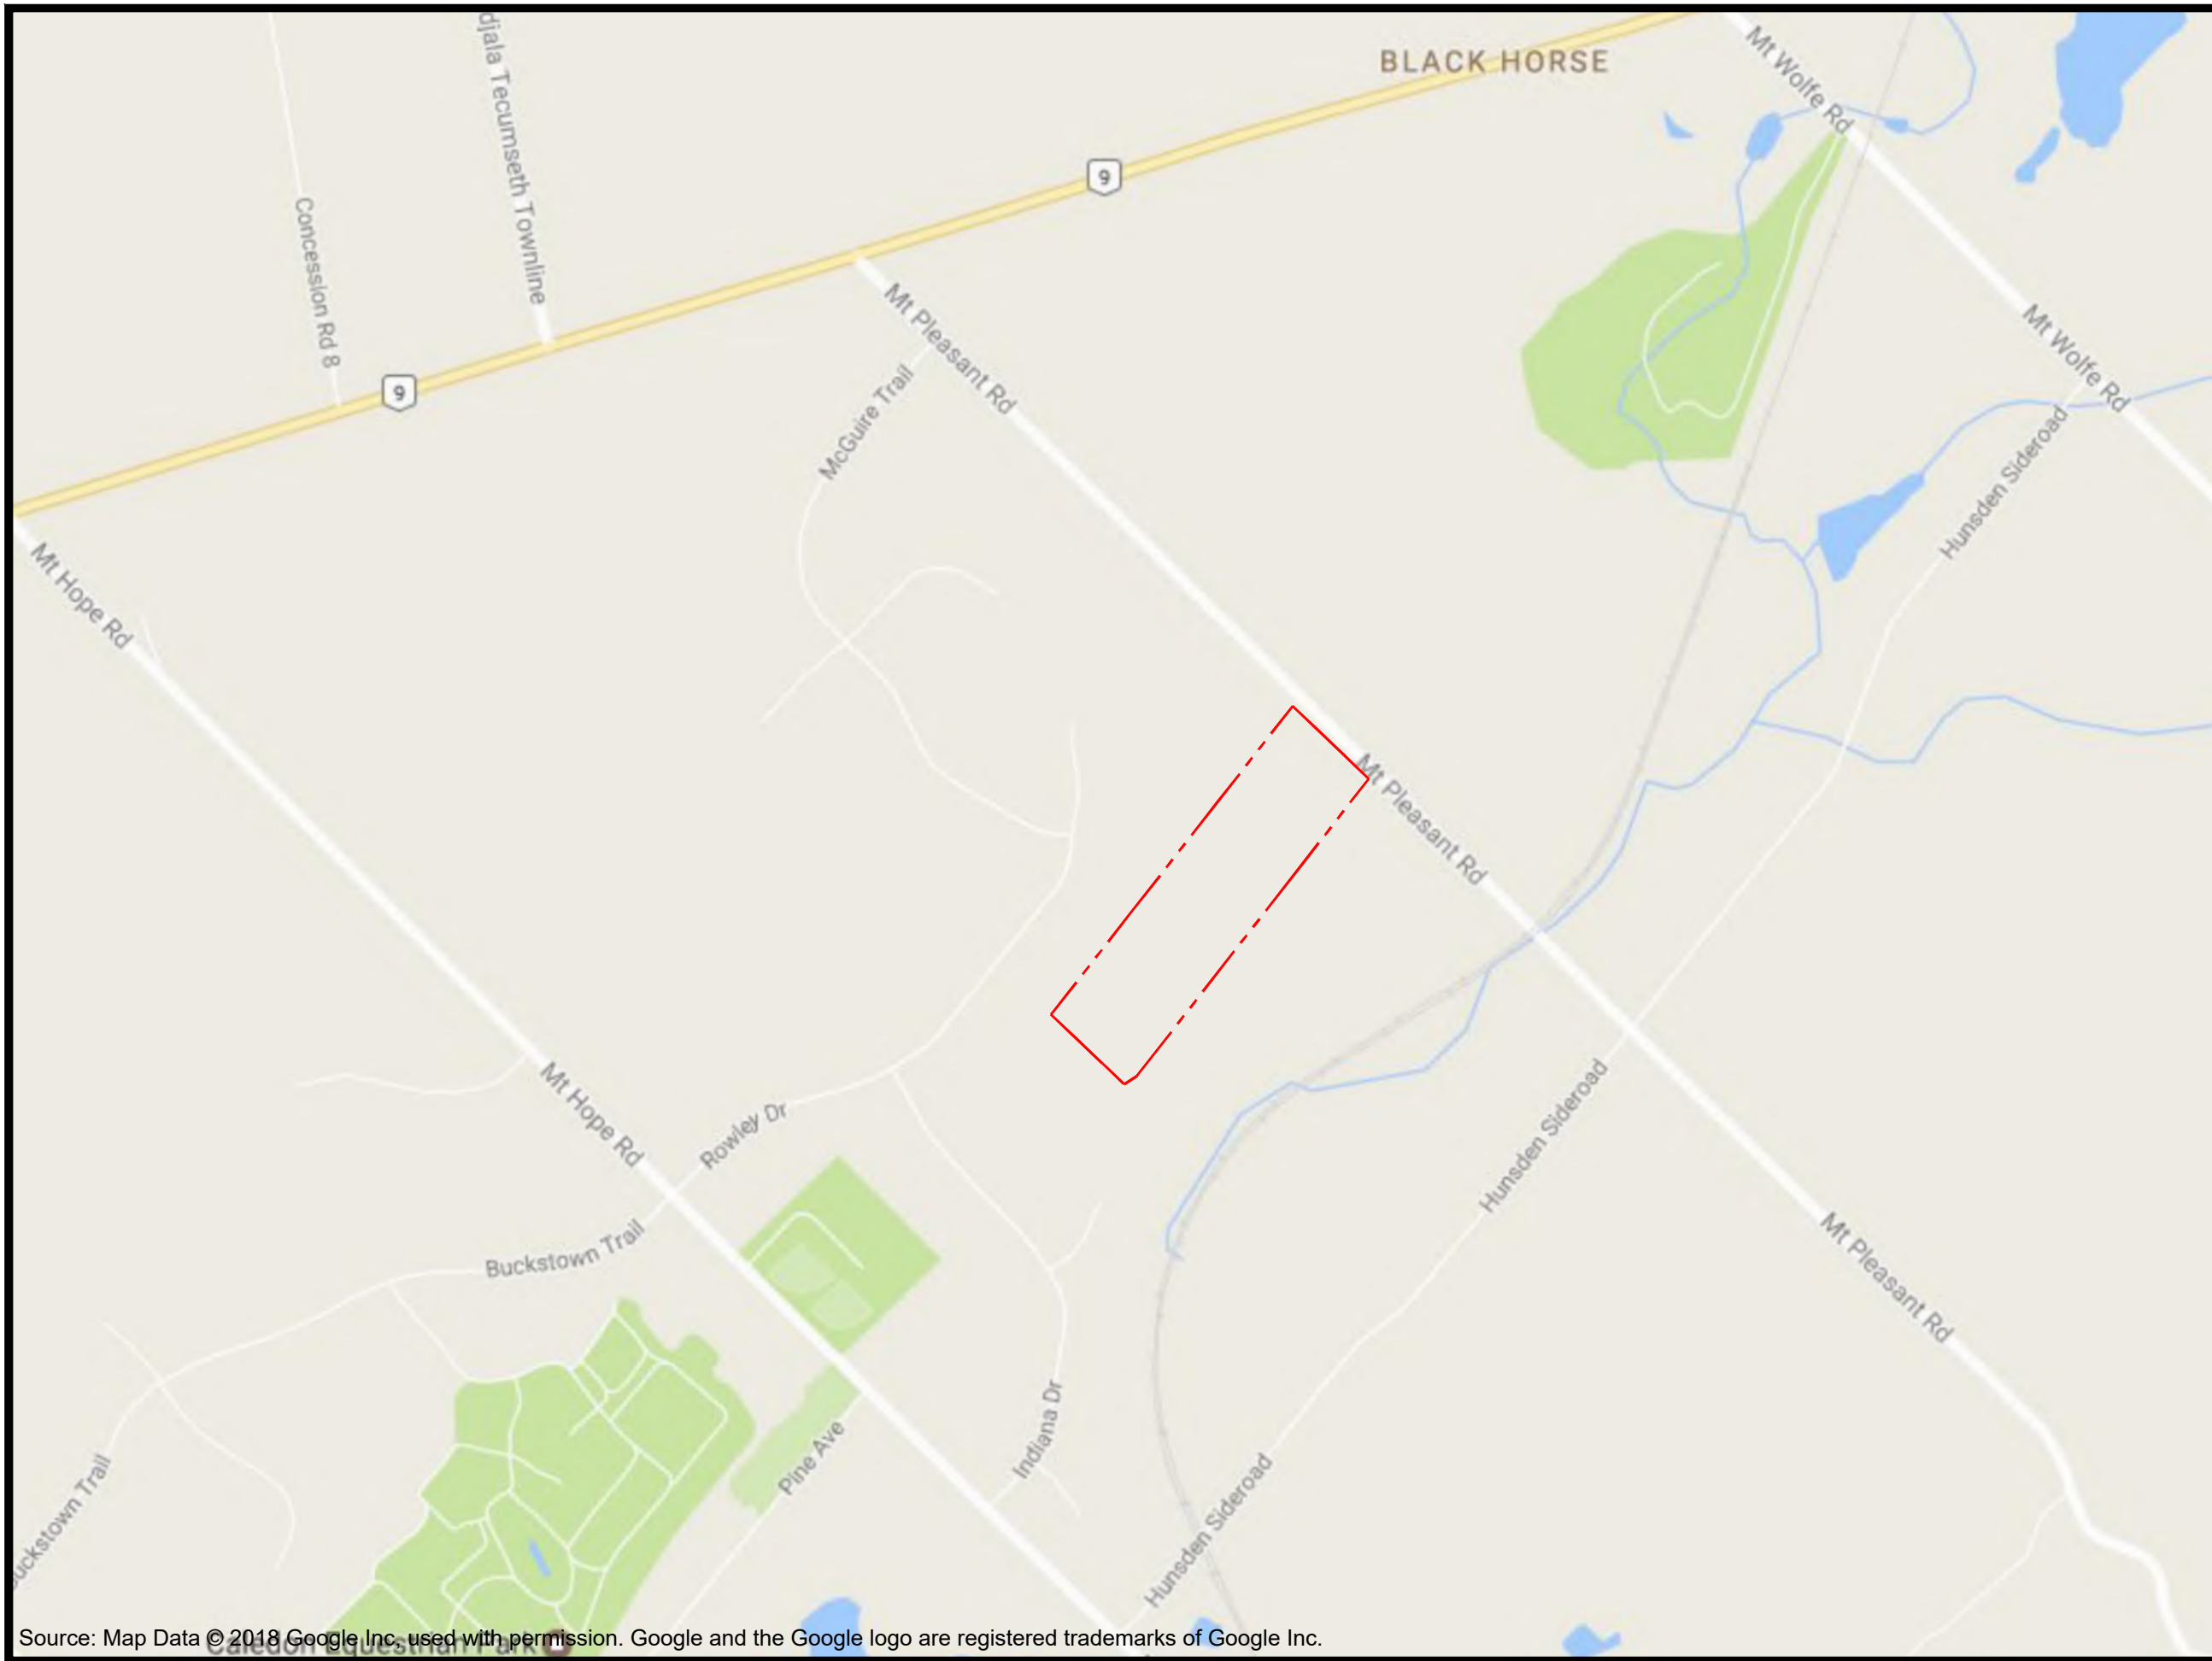 BLACK HORSE
Mt Wolfe Rd
djala Tecumseth Townline
Concession Rd 8
9
9
Mt Pleasant Rd
McGuire Trail
Mt Wolfe Rd
Hunsden Sideroad
Mt Hope Rd
Mt Pleasant Rd
Mt Hope Rd
Rowley Dr
Hunsden Sideroad
Buckstown Trail
Mt Pleasant Rd
Indiana Dr
Pine Ave
uckstown Trail
Hunsden Sideroad
Caledon Equestrian Park
Source: Map Data © 2018 Google Inc, used with permission. Google and the Google logo are registered trademarks of Google Inc.